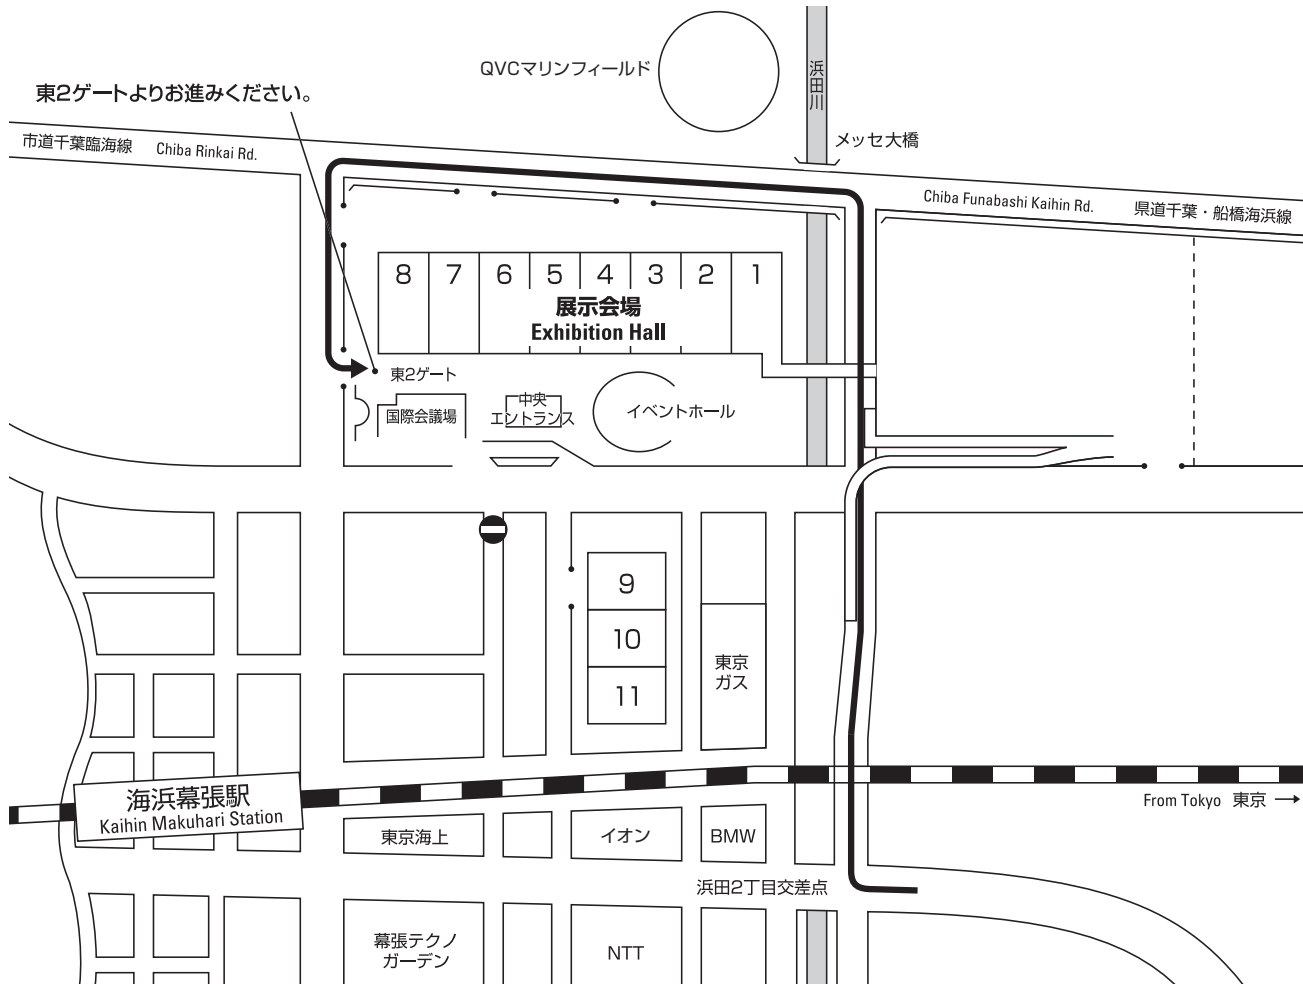 QVCマリンフィールド
浜田川
東2ゲートよりお進みください。
メッセ大橋
市道千葉臨海線 Chiba Rinkai Rd.
Chiba Funabashi Kaihin Rd. 県道千葉・船橋海浜線
8 7 6 5 4 3 2 1
展示会場
Exhibition Hall
東2ゲート
国際会議場
中央
エントランス
イベントホール
9
10
11
東京
ガス
海浜幕張駅
Kaihin Makuhari Station
From Tokyo 東京 →
東京海上
イオン
BMW
浜田2丁目交差点
幕張テクノ
ガーデン
NTT